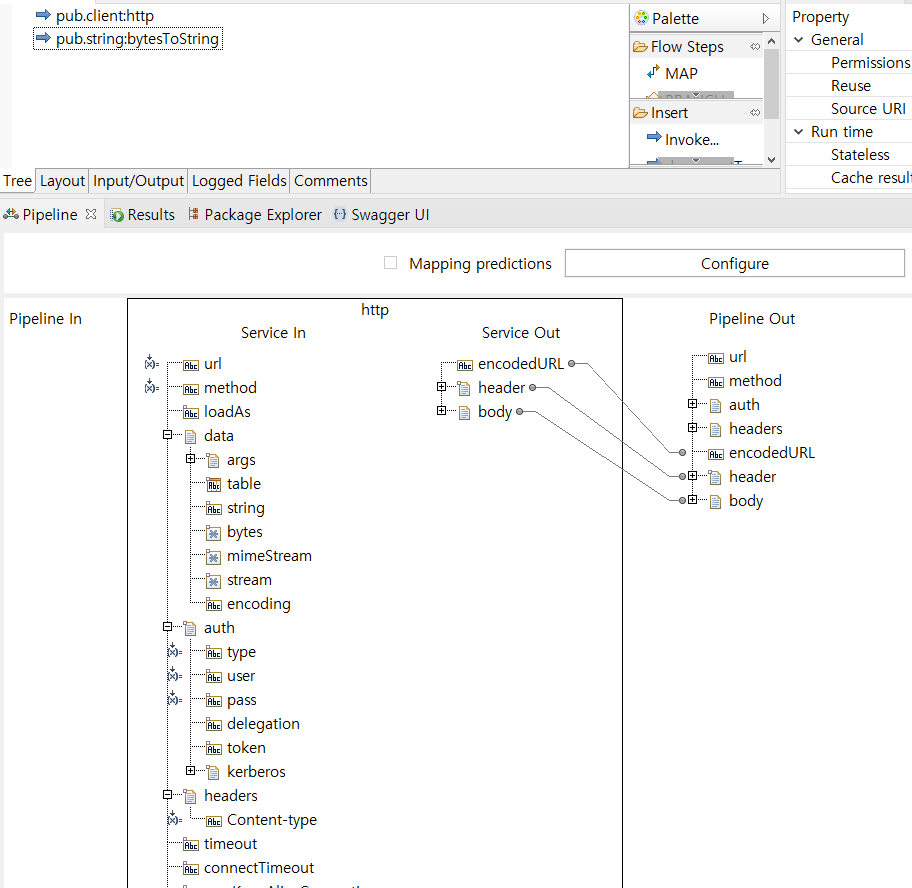 pub.client:http
pub.string:bytesToString
Palette
Flow Steps
MAP
Insert
Invoke...
Property
General
Permissions
Reuse
Source URI
Run time
Stateless
Cache result
Tree Layout Input/Output Logged Fields Comments
Pipeline Results Package Explorer Swagger UI
Mapping predictions Configure
Pipeline In
http
Service In Service Out
Pipeline Out
url
method
loadAs
data
args
table
string
bytes
mimeStream
stream
encoding
auth
type
user
pass
delegation
token
kerberos
headers
Content-type
timeout
connectTimeout
encodedURL
header
body
url
method
auth
headers
encodedURL
header
body